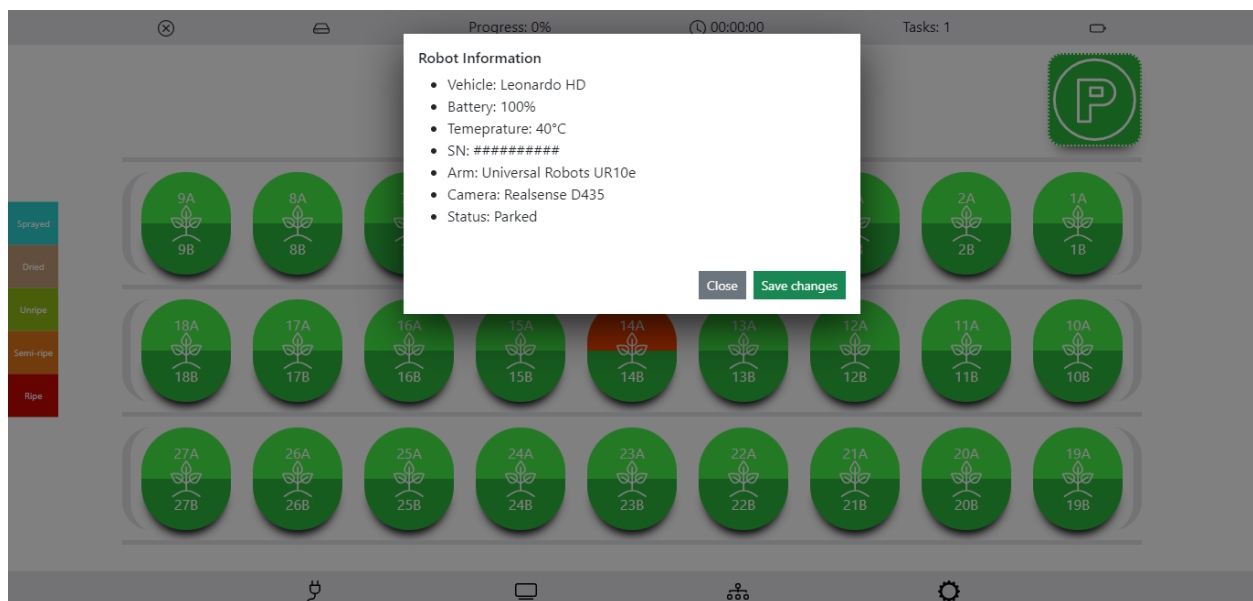 Progress: 0% 00:00:00 Tasks: 1
Robot Information
Vehicle: Leonardo HD
Battery: 100%
Temeprature: 40°C
SN: ##########
Arm: Universal Robots UR10e
Camera: Realsense D435
Status: Parked
Close Save changes
P
9A 8A 2A 1A
9B 8B 2B 1B
Sprayed
Dried
Unripe
Semi-ripe
Ripe
18A 17A 16A 15A 14A 13A 12A 11A 10A
18B 17B 16B 15B 14B 13B 12B 11B 10B
27A 26A 25A 24A 23A 22A 21A 20A 19A
27B 26B 25B 24B 23B 22B 21B 20B 19B